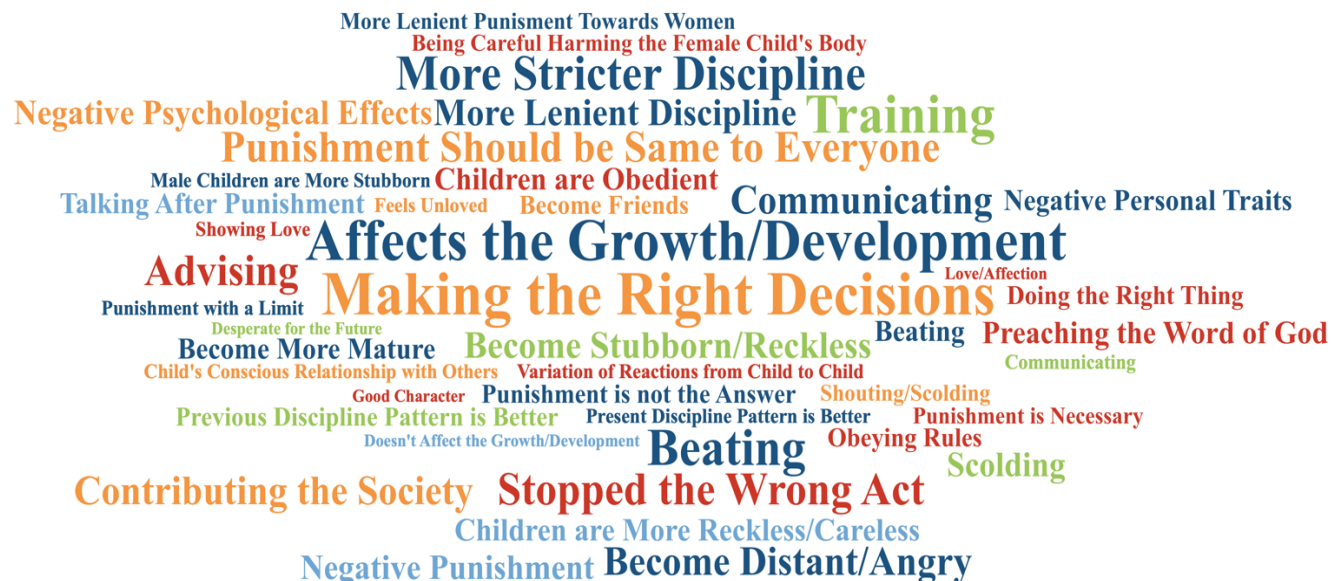 More Lenient Punisment Towards Women
Being Careful Harming the Female Child's Body
More Stricter Discipline
Negative Psychological Effects More Lenient Discipline Training
Punishment Should be Same to Everyone
Male Children are More Stubborn Children are Obedient
Talking After Punishment Feels Unloved Become Friends Communicating Negative Personal Traits
Showing Love Affects the Growth/Development
Advising Love/Affection
Punishment with a Limit Making the Right Decisions Doing the Right Thing
Desperate for the Future Beating Preaching the Word of God
Become More Mature Become Stubborn/Reckless Communicating
Child's Conscious Relationship with Others Variation of Reactions from Child to Child
Good Character Punishment is not the Answer Shouting/Scolding
Previous Discipline Pattern is Better Present Discipline Pattern is Better Punishment is Necessary
Doesn't Affect the Growth/Development Beating Obeying Rules
Scolding
Contributing the Society Stopped the Wrong Act
Children are More Reckless/Careless
Negative Punishment Become Distant/Angry